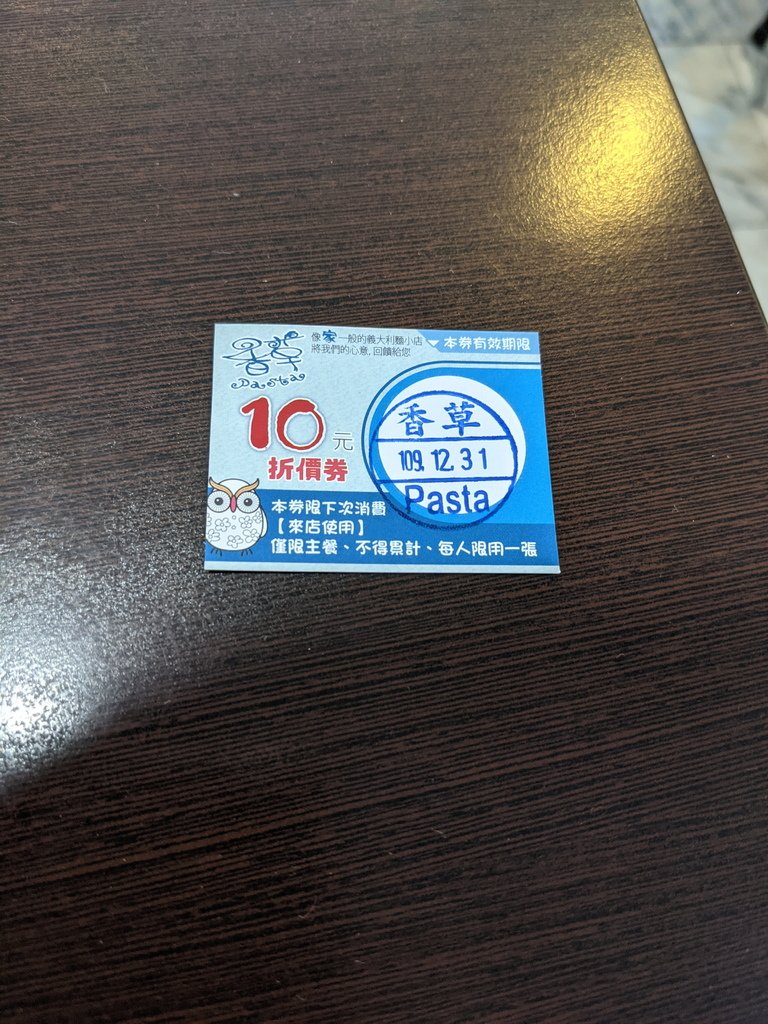 香草
Pasta
像家一般的義大利麵小店
將我們的心意,回饋給您
本券有效期限
10元
折價券
香草
109.12.31
Pasta
本券限下次消費
【來店使用】
僅限主餐、不得累計、每人限用一張